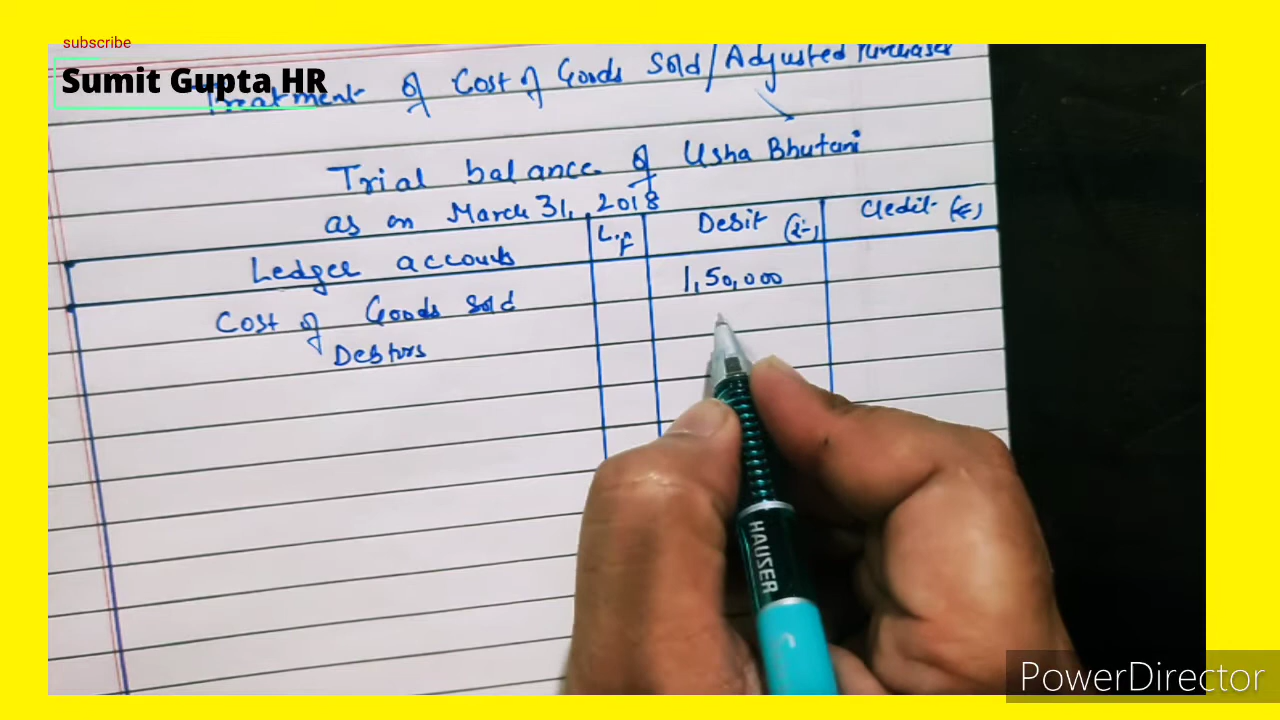 subscribe
Sumit Gupta HR
Treatment of Cost of Goods Sold/Adjusted Purchases
Trial balance of Usha Bhutani
as on March 31, 2018
Ledger accounts L.F Debit Credit (₹)
Cost of Goods Sold 1,50,000
Debtors
HAUSER
PowerDirector